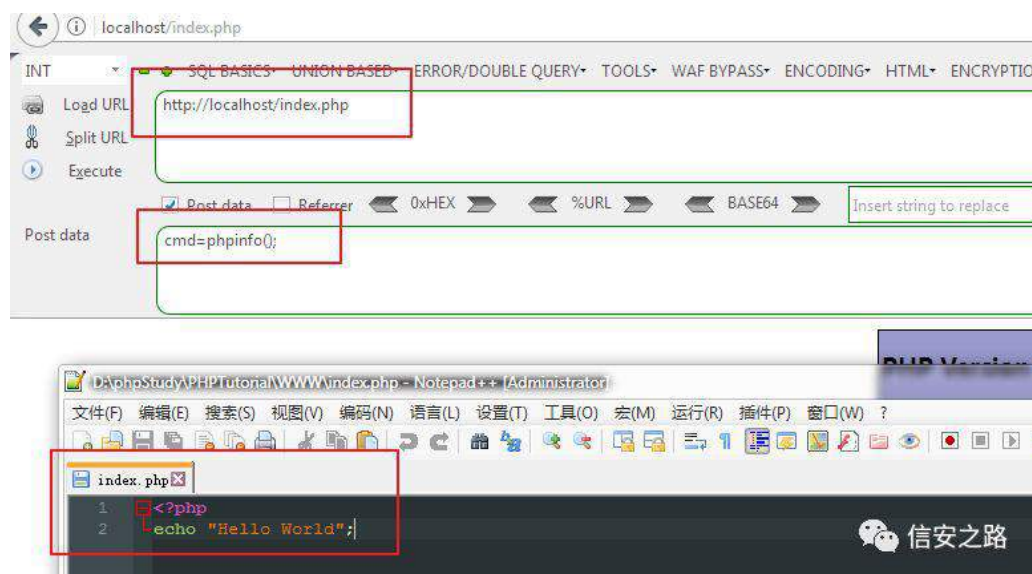 localhost/index.php
INT SQL BASICS UNION BASED ERROR/DOUBLE QUERY TOOLS WAF BYPASS ENCODING HTML ENCRYPTIO
Load URL http://localhost/index.php
Split URL
Execute
Post data Referrer 0xHEX %URL BASE64 Insert string to replace
Post data cmd=phpinfo();
PHP Version
D:\phpStudy\PHPTutorial\WWW\index.php - Notepad++ [Administrator]
文件(F) 编辑(E) 搜索(S) 视图(V) 编码(N) 语言(L) 设置(T) 工具(O) 宏(M) 运行(R) 插件(P) 窗口(W) ?
index.php
1 <?php
2 echo "Hello World";
信安之路